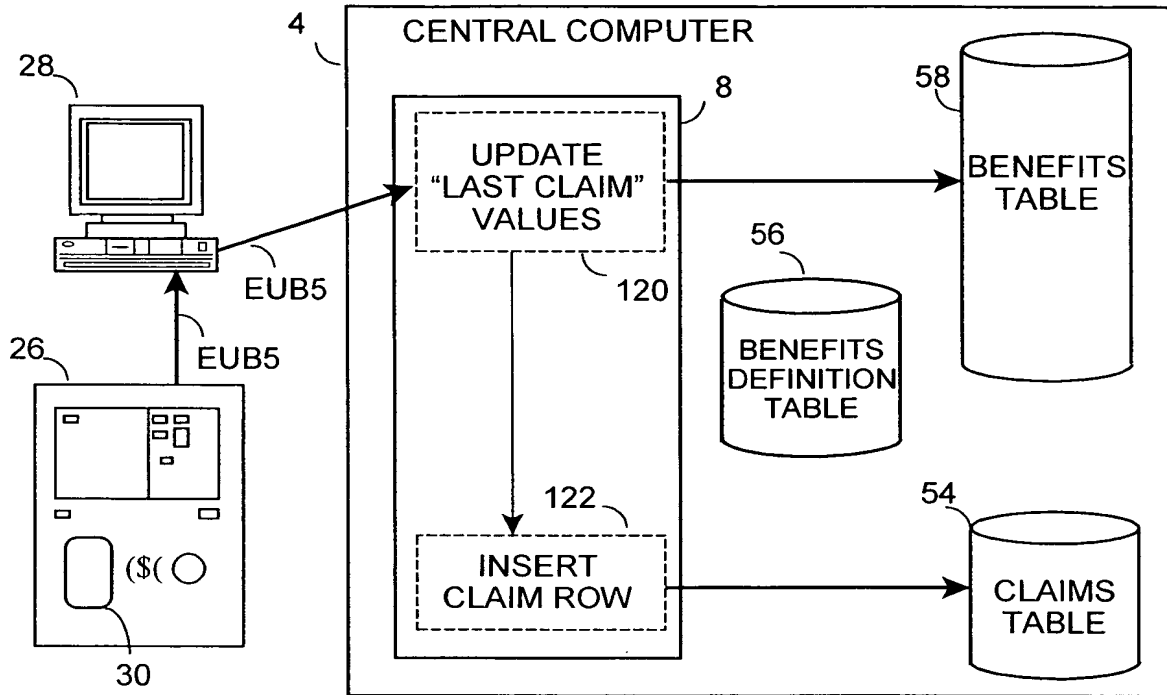 4
CENTRAL COMPUTER
28
8
58
UPDATE
“LAST CLAIM”
VALUES
BENEFITS
TABLE
EUB5
120
56
EUB5
26
BENEFITS
DEFINITION
TABLE
122
54
INSERT
CLAIM ROW
($(
CLAIMS
TABLE
30